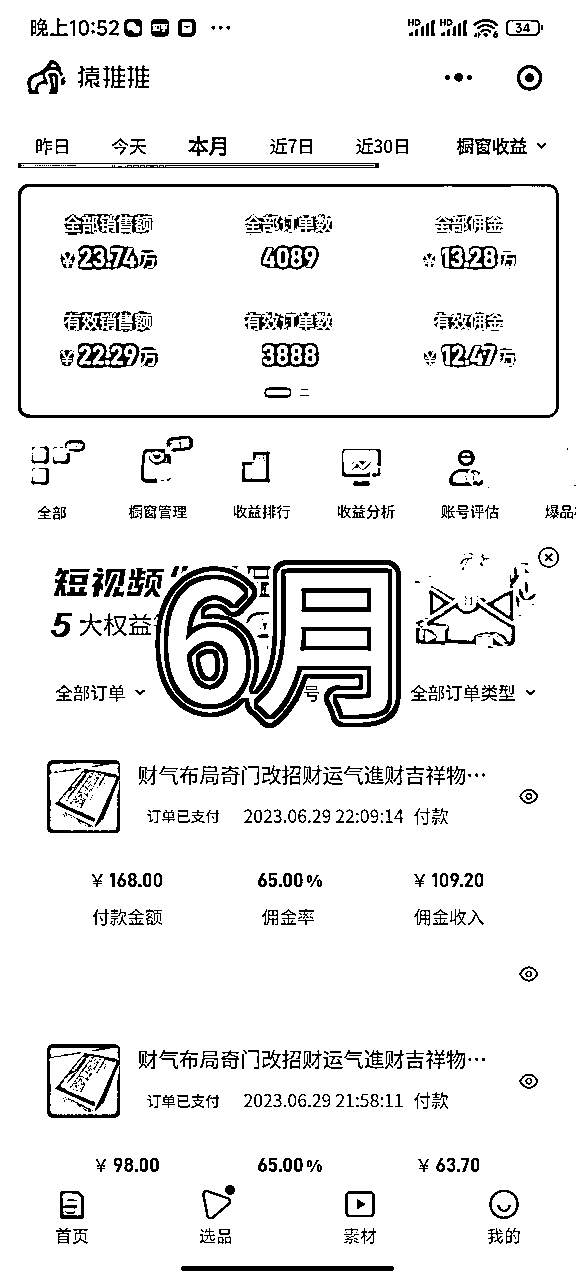 晚上10:52 HD HD 34
猿推推
昨日 今天 本月 近7日 近30日 橱窗收益
全部销售额 全部订单数 全部佣金
¥23.74万 4089 ¥13.28万
有效销售额 有效订单数 有效佣金
¥22.29万 3888 ¥12.47万
全部 橱窗管理 收益排行 收益分析 账号评估 爆品
短视频“
5大权益
6月
全部订单 号 全部订单类型
财气布局奇门改招财运气進财吉祥物…
订单已支付 2023.06.29 22:09:14 付款
¥ 168.00 65.00% ¥ 109.20
付款金额 佣金率 佣金收入
财气布局奇门改招财运气進财吉祥物…
订单已支付 2023.06.29 21:58:11 付款
¥ 98.00 65.00% ¥ 63.70
首页 选品 素材 我的